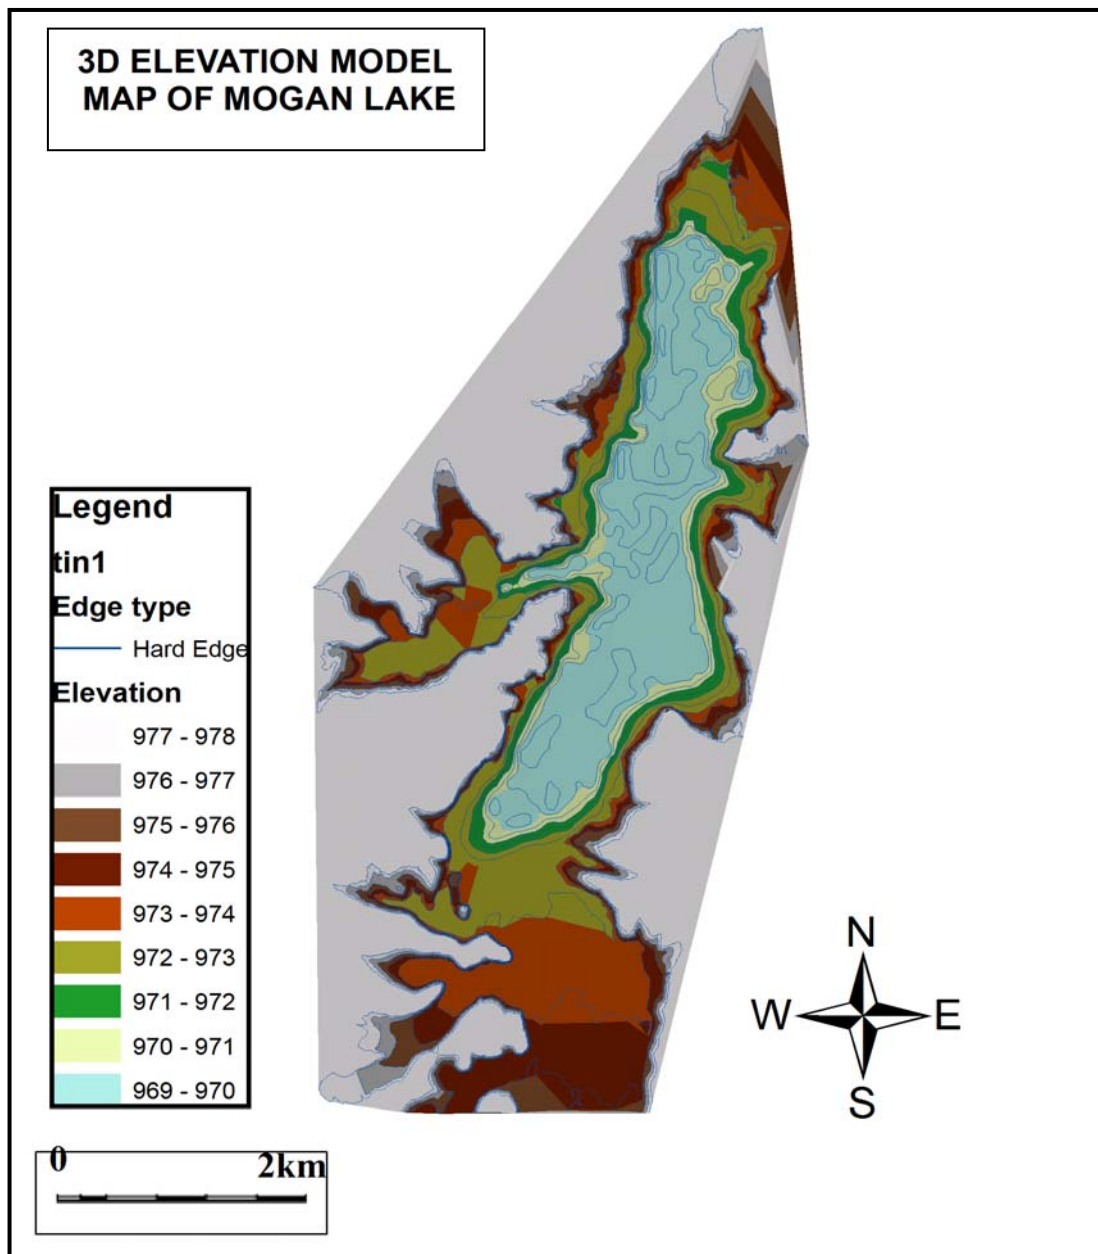 3D ELEVATION MODEL
MAP OF MOGAN LAKE
Legend
tin1
Edge type
Hard Edge
Elevation
977 - 978
976 - 977
975 - 976
974 - 975
973 - 974
972 - 973
971 - 972
970 - 971
969 - 970
N
W E
S
0 2km